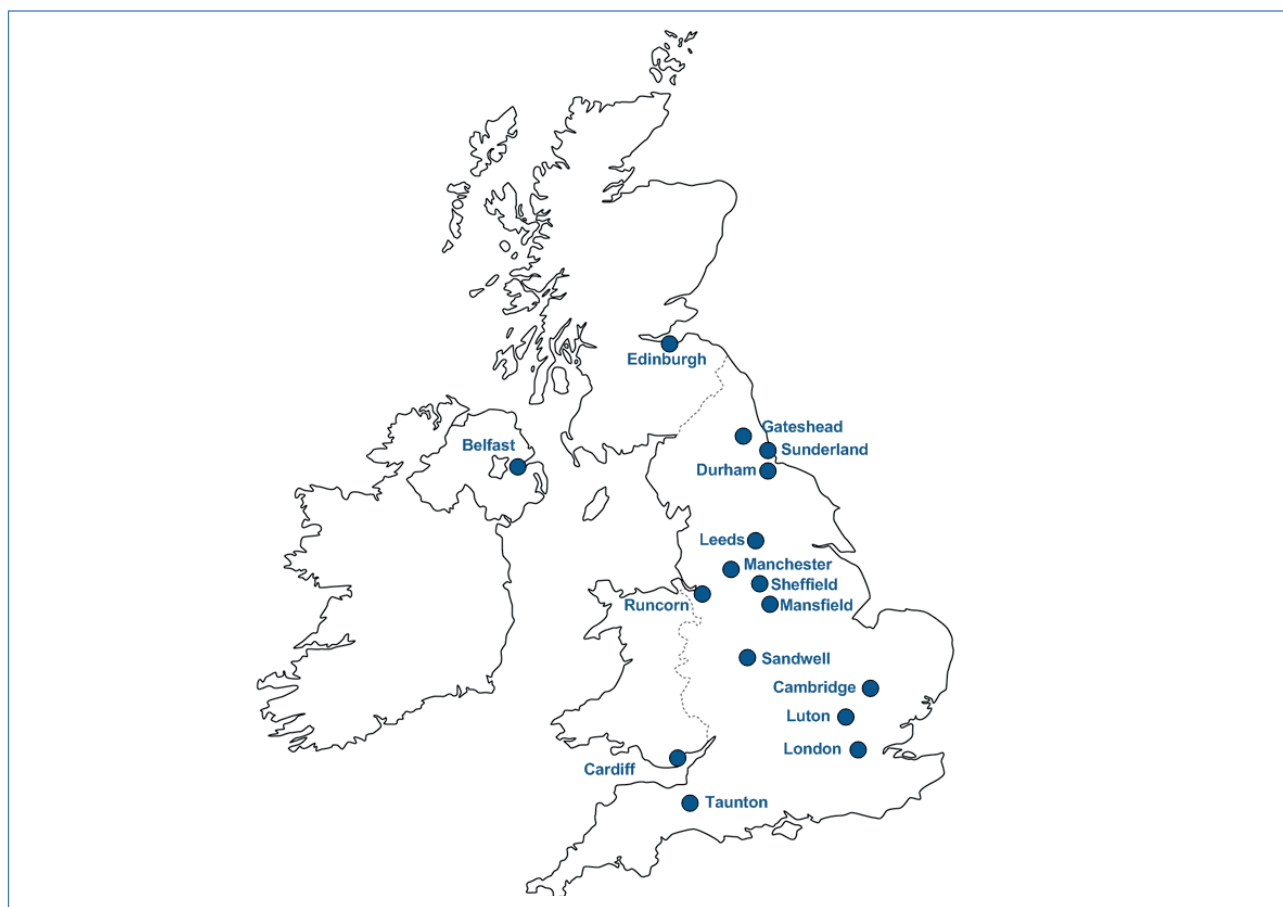 Edinburgh
Gateshead
Belfast
Sunderland
Durham
Leeds
Manchester
Sheffield
Runcorn
Mansfield
Sandwell
Cambridge
Luton
London
Cardiff
Taunton